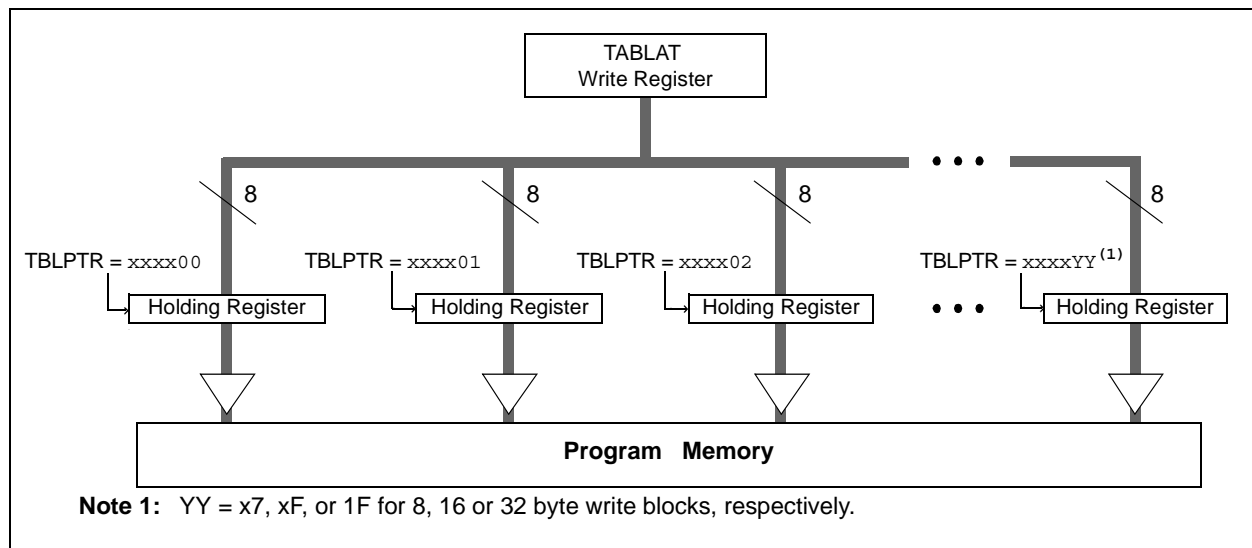 TABLAT
Write Register
8 8 8 8
TBLPTR = xxxx00 TBLPTR = xxxx01 TBLPTR = xxxx02 TBLPTR = xxxxYY(1)
Holding Register Holding Register Holding Register Holding Register
Program Memory
Note 1: YY = x7, xF, or 1F for 8, 16 or 32 byte write blocks, respectively.